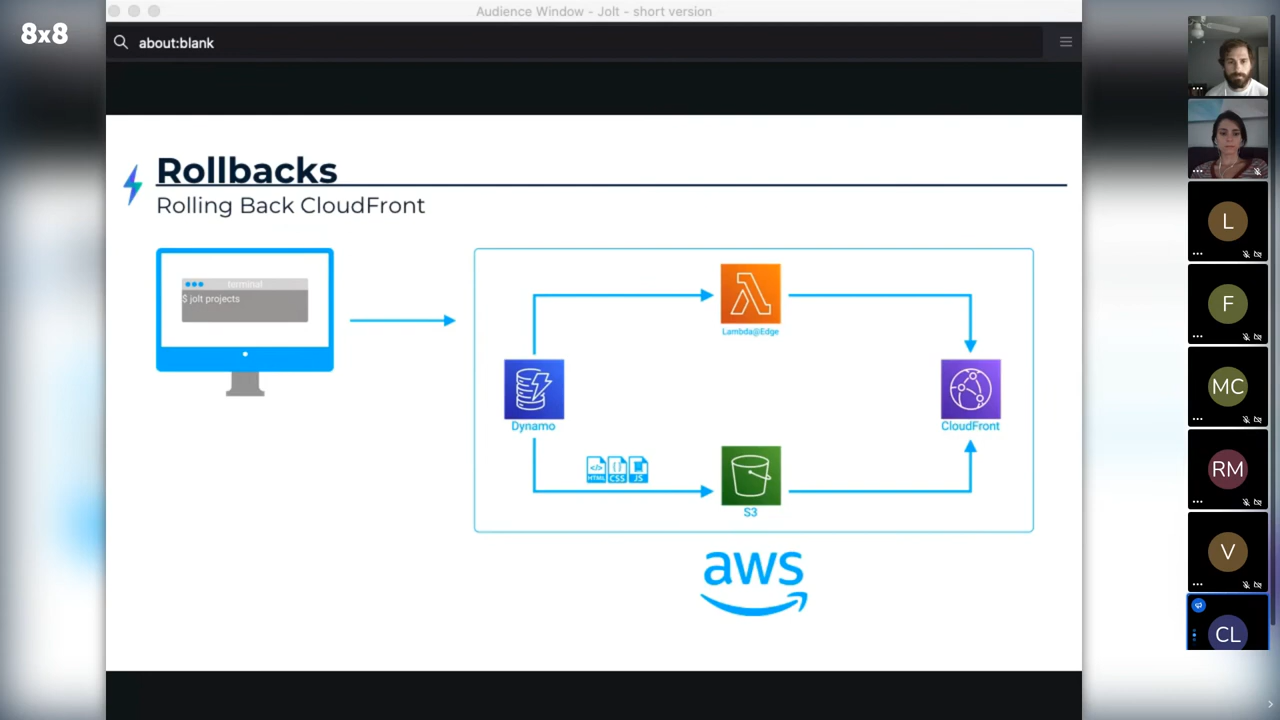 8x8
Audience Window - Jolt - short version
about:blank
Rollbacks
Rolling Back CloudFront
terminal
$ jolt projects
Lambda@Edge
Dynamo
CloudFront
HTML
CSS
JS
S3
aws
L
F
MC
RM
V
CL